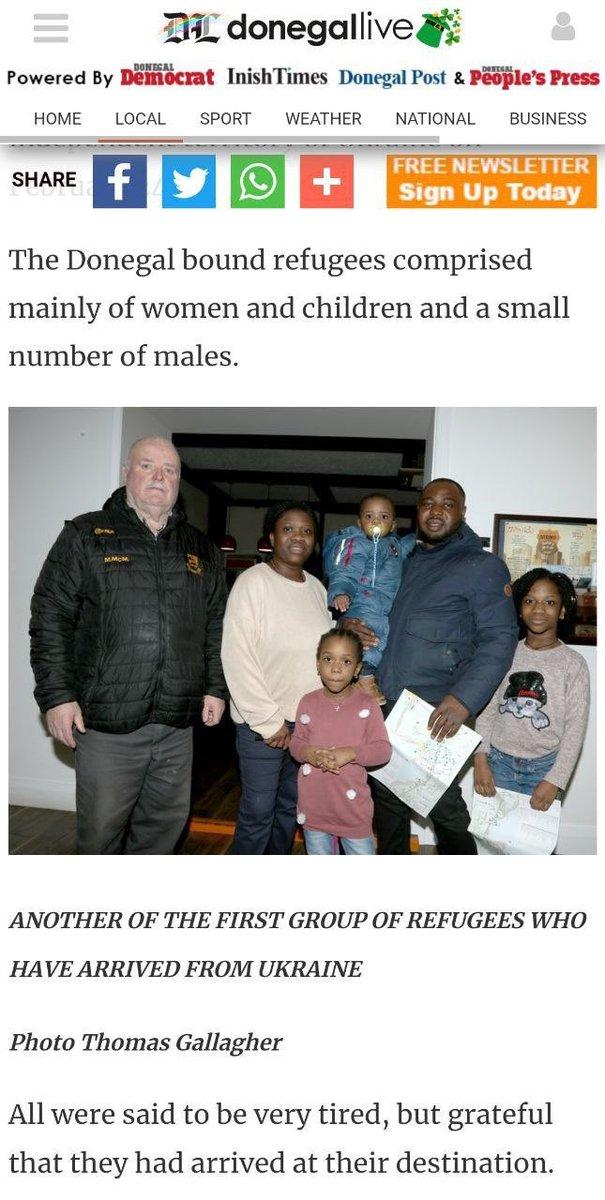 donegallive
Powered By DONEGAL Democrat InishTimes Donegal Post & DONEGAL People's Press
HOME LOCAL SPORT WEATHER NATIONAL BUSINESS
SHARE
FREE NEWSLETTER
Sign Up Today
The Donegal bound refugees comprised
mainly of women and children and a small
number of males.
M.McM.
ANOTHER OF THE FIRST GROUP OF REFUGEES WHO
HAVE ARRIVED FROM UKRAINE
Photo Thomas Gallagher
All were said to be very tired, but grateful
that they had arrived at their destination.